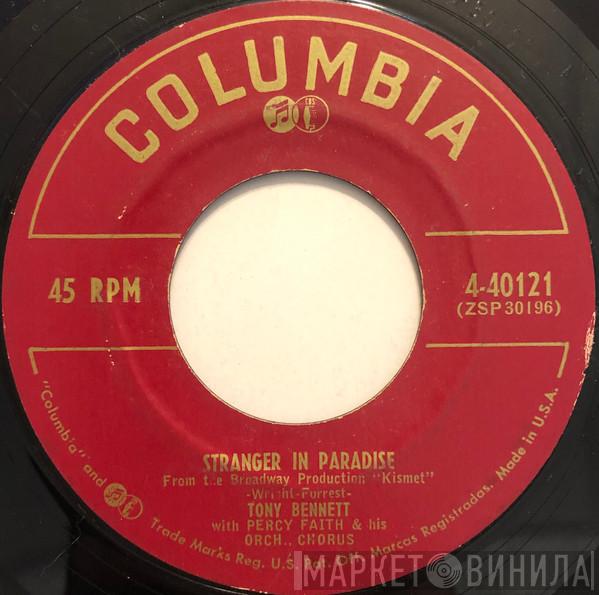 COLUMBIA
CBS
45 RPM
4-40121
(ZSP30196)
STRANGER IN PARADISE
From the Broadway Production "Kismet"
-Wright-Forrest-
TONY BENNETT
with PERCY FAITH & his
ORCH., CHORUS
"Columbia" and Trade Marks Reg. U.S. Pat. Off. Marcas Registradas. Made in U.S.A.
МАРКЕТ ВИНИЛА